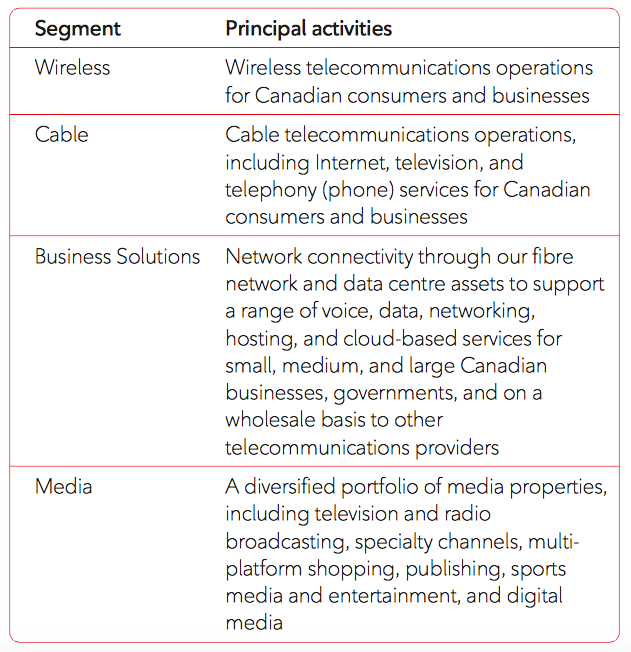 Segment Principal activities
Wireless Wireless telecommunications operations
for Canadian consumers and businesses
Cable Cable telecommunications operations,
including Internet, television, and
telephony (phone) services for Canadian
consumers and businesses
Business Solutions Network connectivity through our fibre
network and data centre assets to support
a range of voice, data, networking,
hosting, and cloud-based services for
small, medium, and large Canadian
businesses, governments, and on a
wholesale basis to other
telecommunications providers
Media A diversified portfolio of media properties,
including television and radio
broadcasting, specialty channels, multi-
platform shopping, publishing, sports
media and entertainment, and digital
media